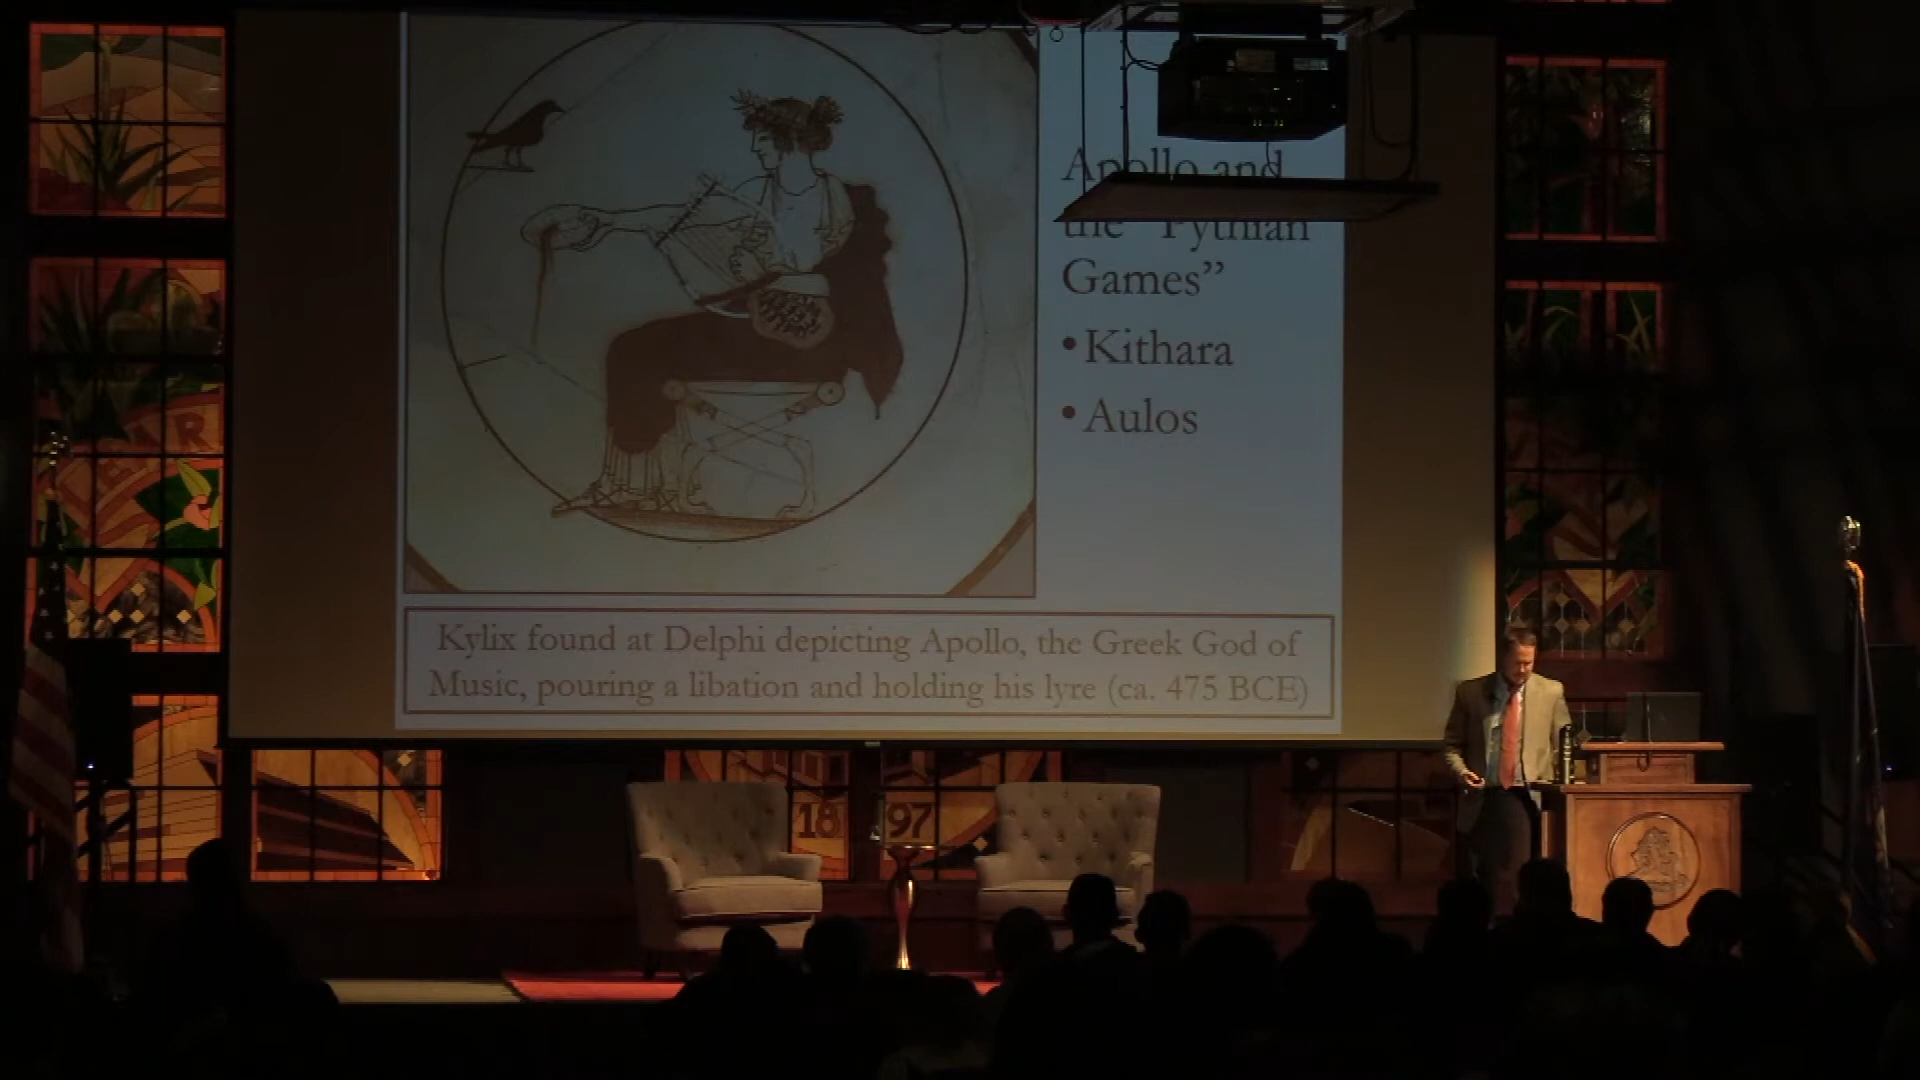 Apollo and
the "Pythian
Games"
• Kithara
• Aulos
Kylix found at Delphi depicting Apollo, the Greek God of
Music, pouring a libation and holding his lyre (ca. 475 BCE)
18 97